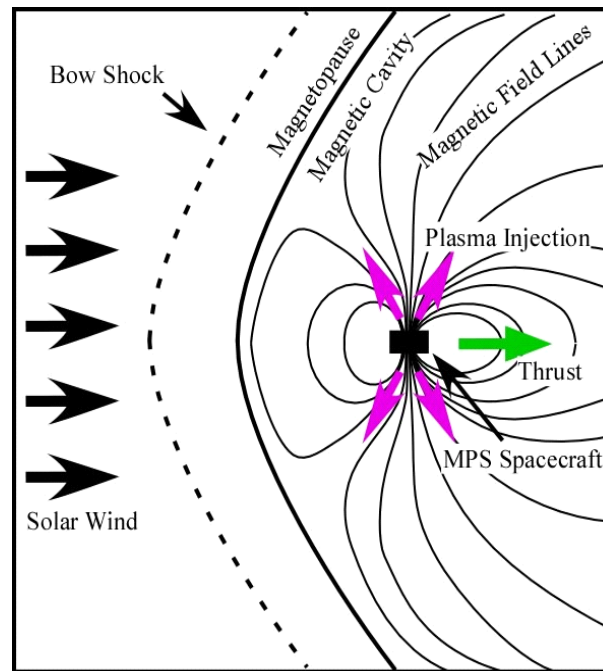 Bow Shock
Magnetopause
Magnetic Cavity
Magnetic Field Lines
Plasma Injection
Thrust
MPS Spacecraft
Solar Wind